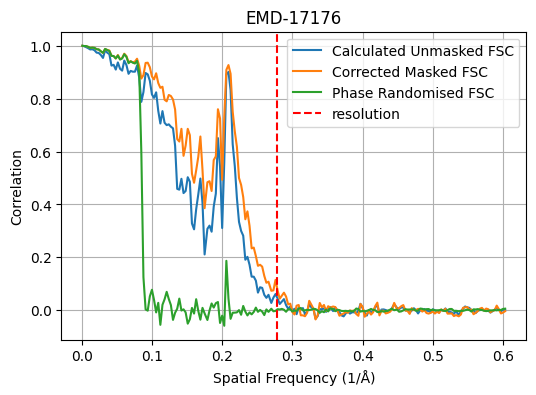 EMD-17176
Calculated Unmasked FSC
Corrected Masked FSC
Phase Randomised FSC
resolution
Correlation
1.0
0.8
0.6
0.4
0.2
0.0
0.0 0.1 0.2 0.3 0.4 0.5 0.6
Spatial Frequency (1/Å)